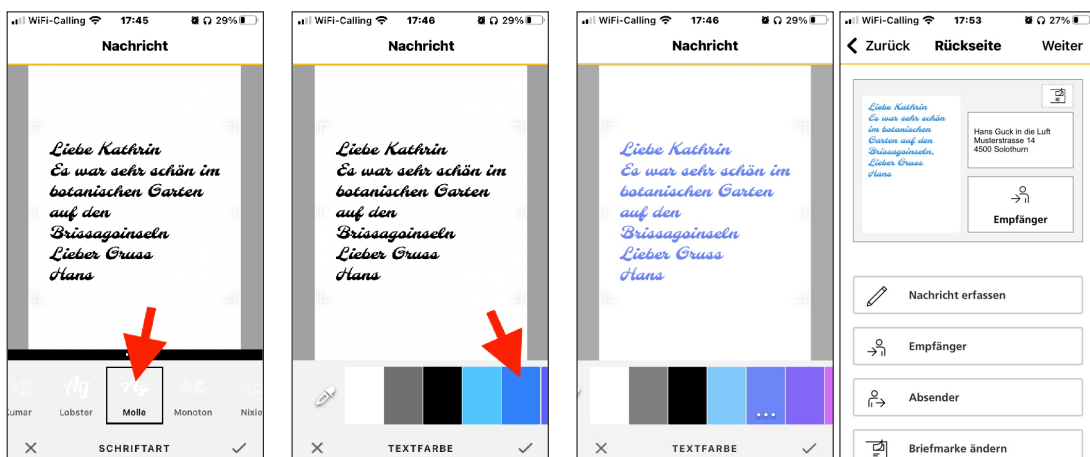 WiFi-Calling 17:45 29%
Nachricht
Liebe Kathrin
Es war sehr schön im
botanischen Garten
auf den
Brissagoinseln
Lieber Gruss
Hans
Ag Ag Ag
Kumar Lobster Molle Monoton Nixie
SCHRIFTART
WiFi-Calling 17:46 29%
Nachricht
Liebe Kathrin
Es war sehr schön im
botanischen Garten
auf den
Brissagoinseln
Lieber Gruss
Hans
TEXTFARBE
WiFi-Calling 17:46 29%
Nachricht
Liebe Kathrin
Es war sehr schön im
botanischen Garten
auf den
Brissagoinseln
Lieber Gruss
Hans
TEXTFARBE
WiFi-Calling 17:53 27%
Zurück Rückseite Weiter
Liebe Kathrin
Es war sehr schön
im botanischen
Garten auf den
Brissagoinseln.
Lieber Gruss
Hans
Hans Guck in die Luft
Musterstrasse 14
4500 Solothurn
Empfänger
Nachricht erfassen
Empfänger
Absender
Briefmarke ändern